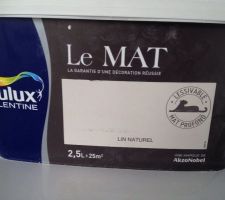 Le MAT
LA GARANTIE D'UNE DÉCORATION RÉUSSIE
ulux
LENTINE
LESSIVABLE
MAT PROFOND
LIN NATUREL
2,5L = 25m²
AkzoNobel